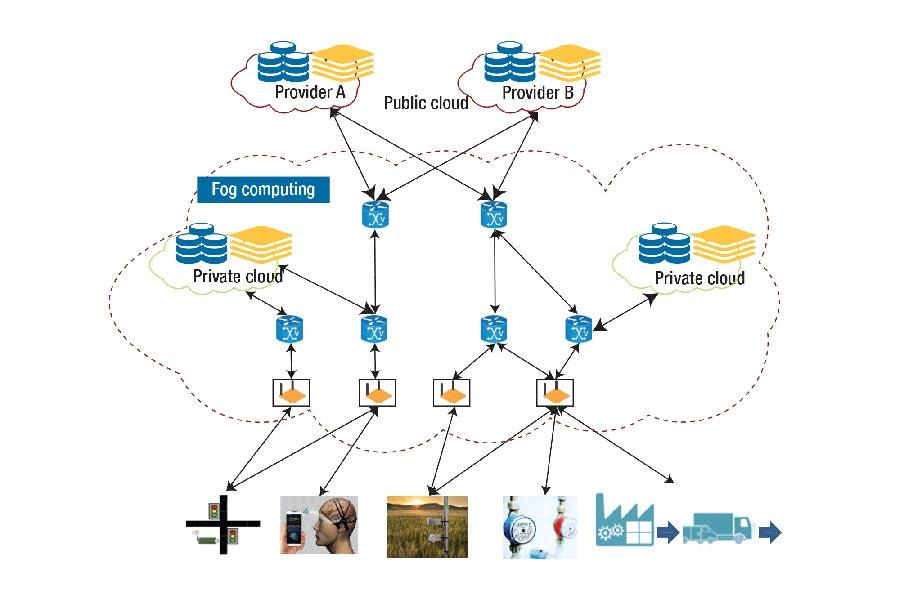 Provider A
Provider B
Public cloud
Fog computing
Private cloud
Private cloud